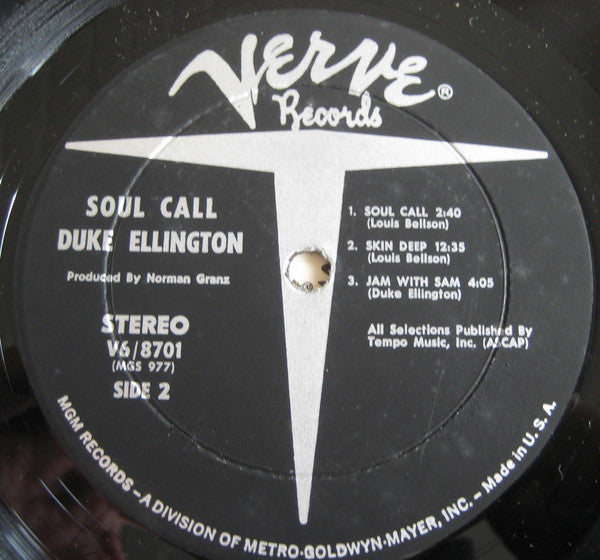 Verve®
Records
SOUL CALL
DUKE ELLINGTON
Produced By Norman Granz
STEREO
V6/8701
(MGS 977)
SIDE 2
1. SOUL CALL 2:40
(Louis Bellson)
2. SKIN DEEP 12:35
(Louis Bellson)
3. JAM WITH SAM 4:05
(Duke Ellington)
All Selections Published By
Tempo Music, Inc. (ASCAP)
MGM RECORDS – A DIVISION OF METRO-GOLDWYN-MAYER, INC. – Made in U. S. A.